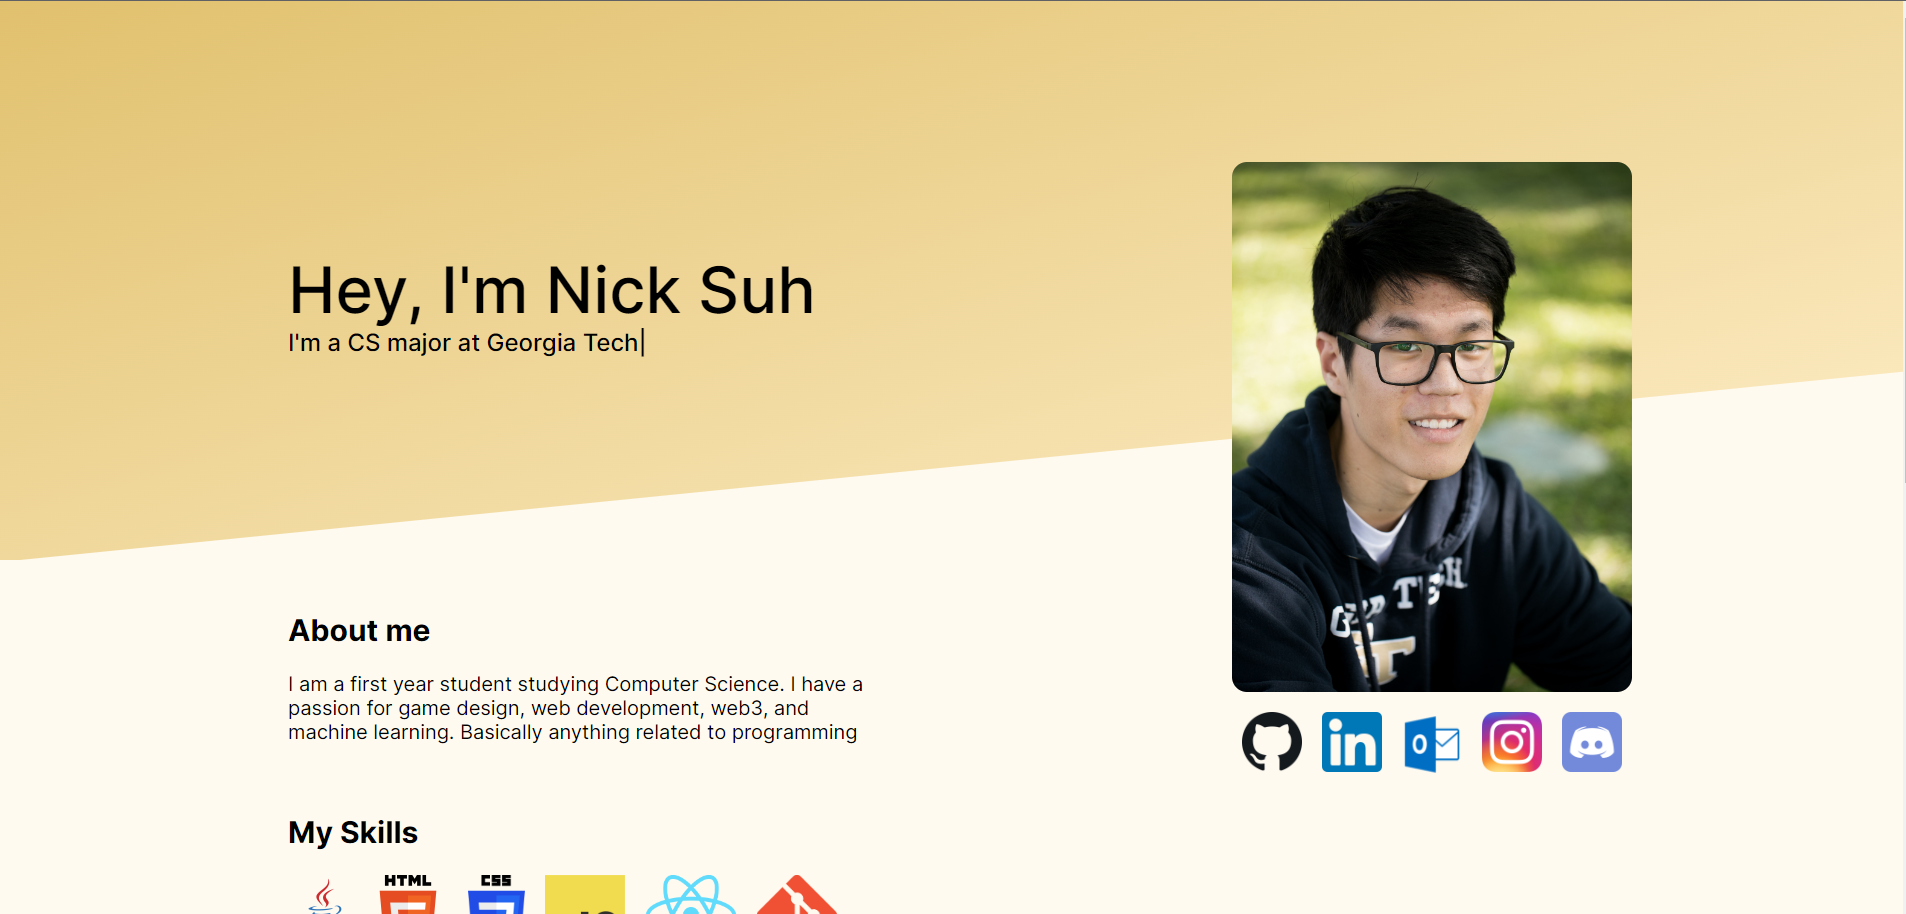 Hey, I'm Nick Suh
I'm a CS major at Georgia Tech
About me
I am a first year student studying Computer Science. I have a
passion for game design, web development, web3, and
machine learning. Basically anything related to programming
in
My Skills
HTML
CSS